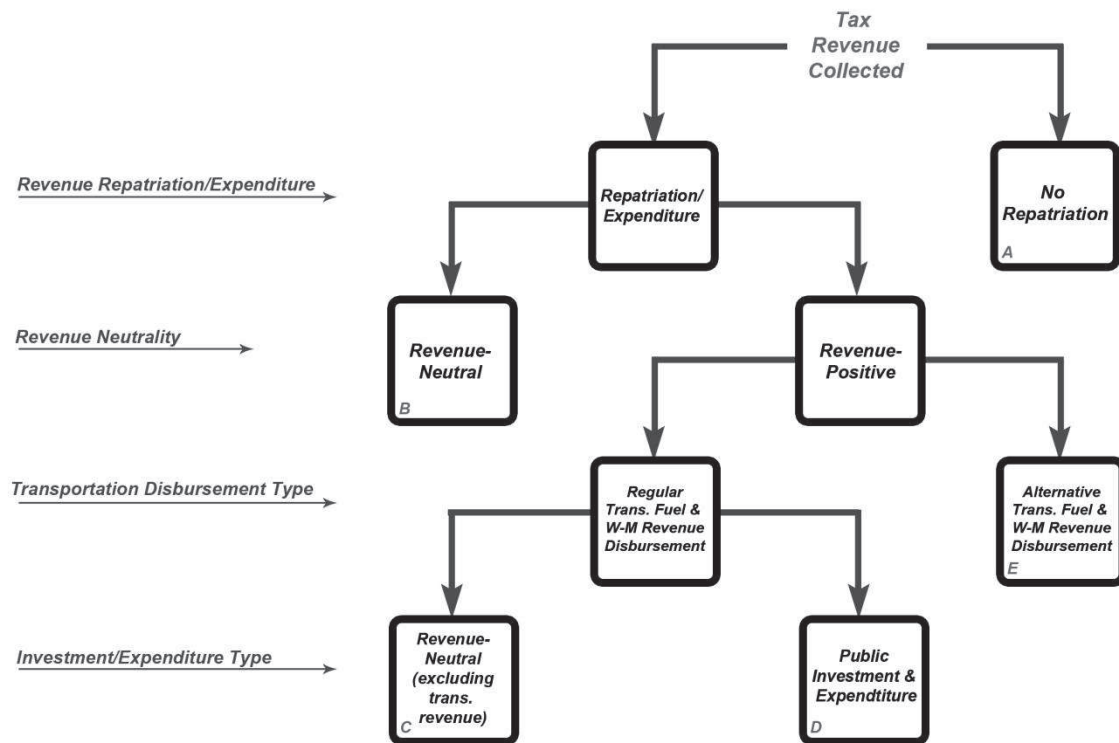 Tax
Revenue
Collected
Revenue Repatriation/Expenditure
Repatriation/
Expenditure
No
Repatriation
A
Revenue Neutrality
Revenue-
Neutral
B
Revenue-
Positive
Transportation Disbursement Type
Regular
Trans. Fuel &
W-M Revenue
Disbursement
Alternative
Trans. Fuel &
W-M Revenue
Disbursement
E
Investment/Expenditure Type
Revenue-
Neutral
(excluding
trans.
revenue)
C
Public
Investment &
Expendtiture
D